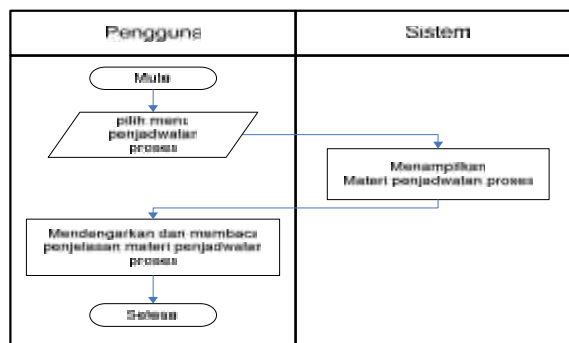 Pengguna
Sistem
Mulai
pilih menu
penjadwalan
proses
Menampilkan
Materi penjadwalan proses
Mendengarkan dan membaca
penjelasan materi penjadwalan
proses
Selesai